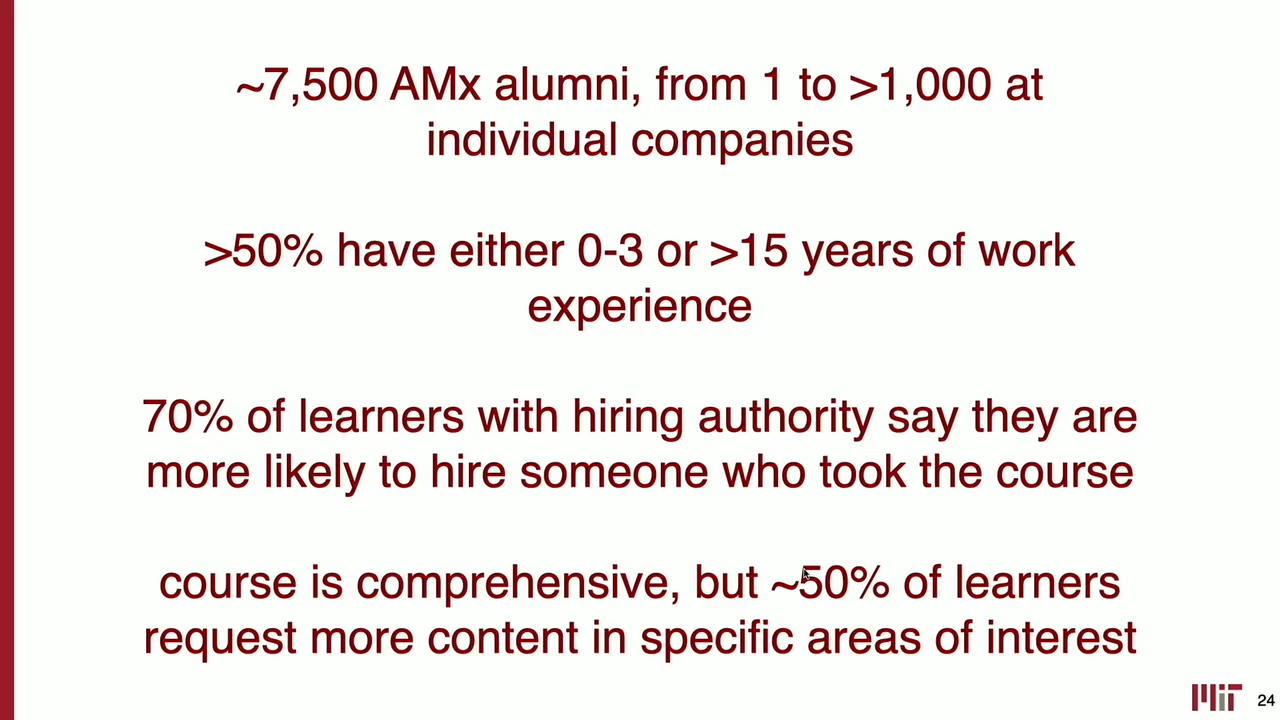 ~7,500 AMx alumni, from 1 to >1,000 at
individual companies
>50% have either 0-3 or >15 years of work
experience
70% of learners with hiring authority say they are
more likely to hire someone who took the course
course is comprehensive, but ~50% of learners
request more content in specific areas of interest
MIT
24